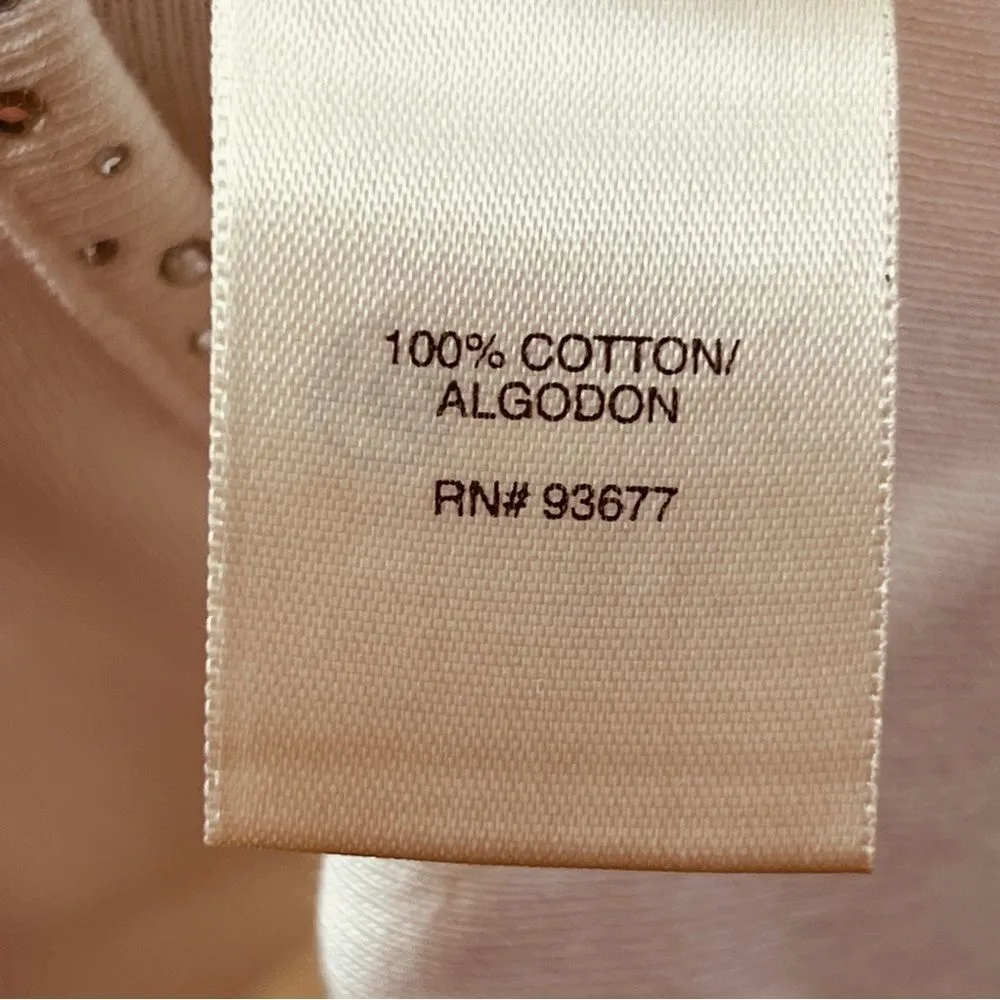 100% COTTON/
ALGODON
RN# 93677